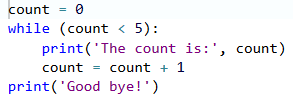 count = 0
while (count < 5):
    print('The count is:', count)
    count = count + 1
print('Good bye!')